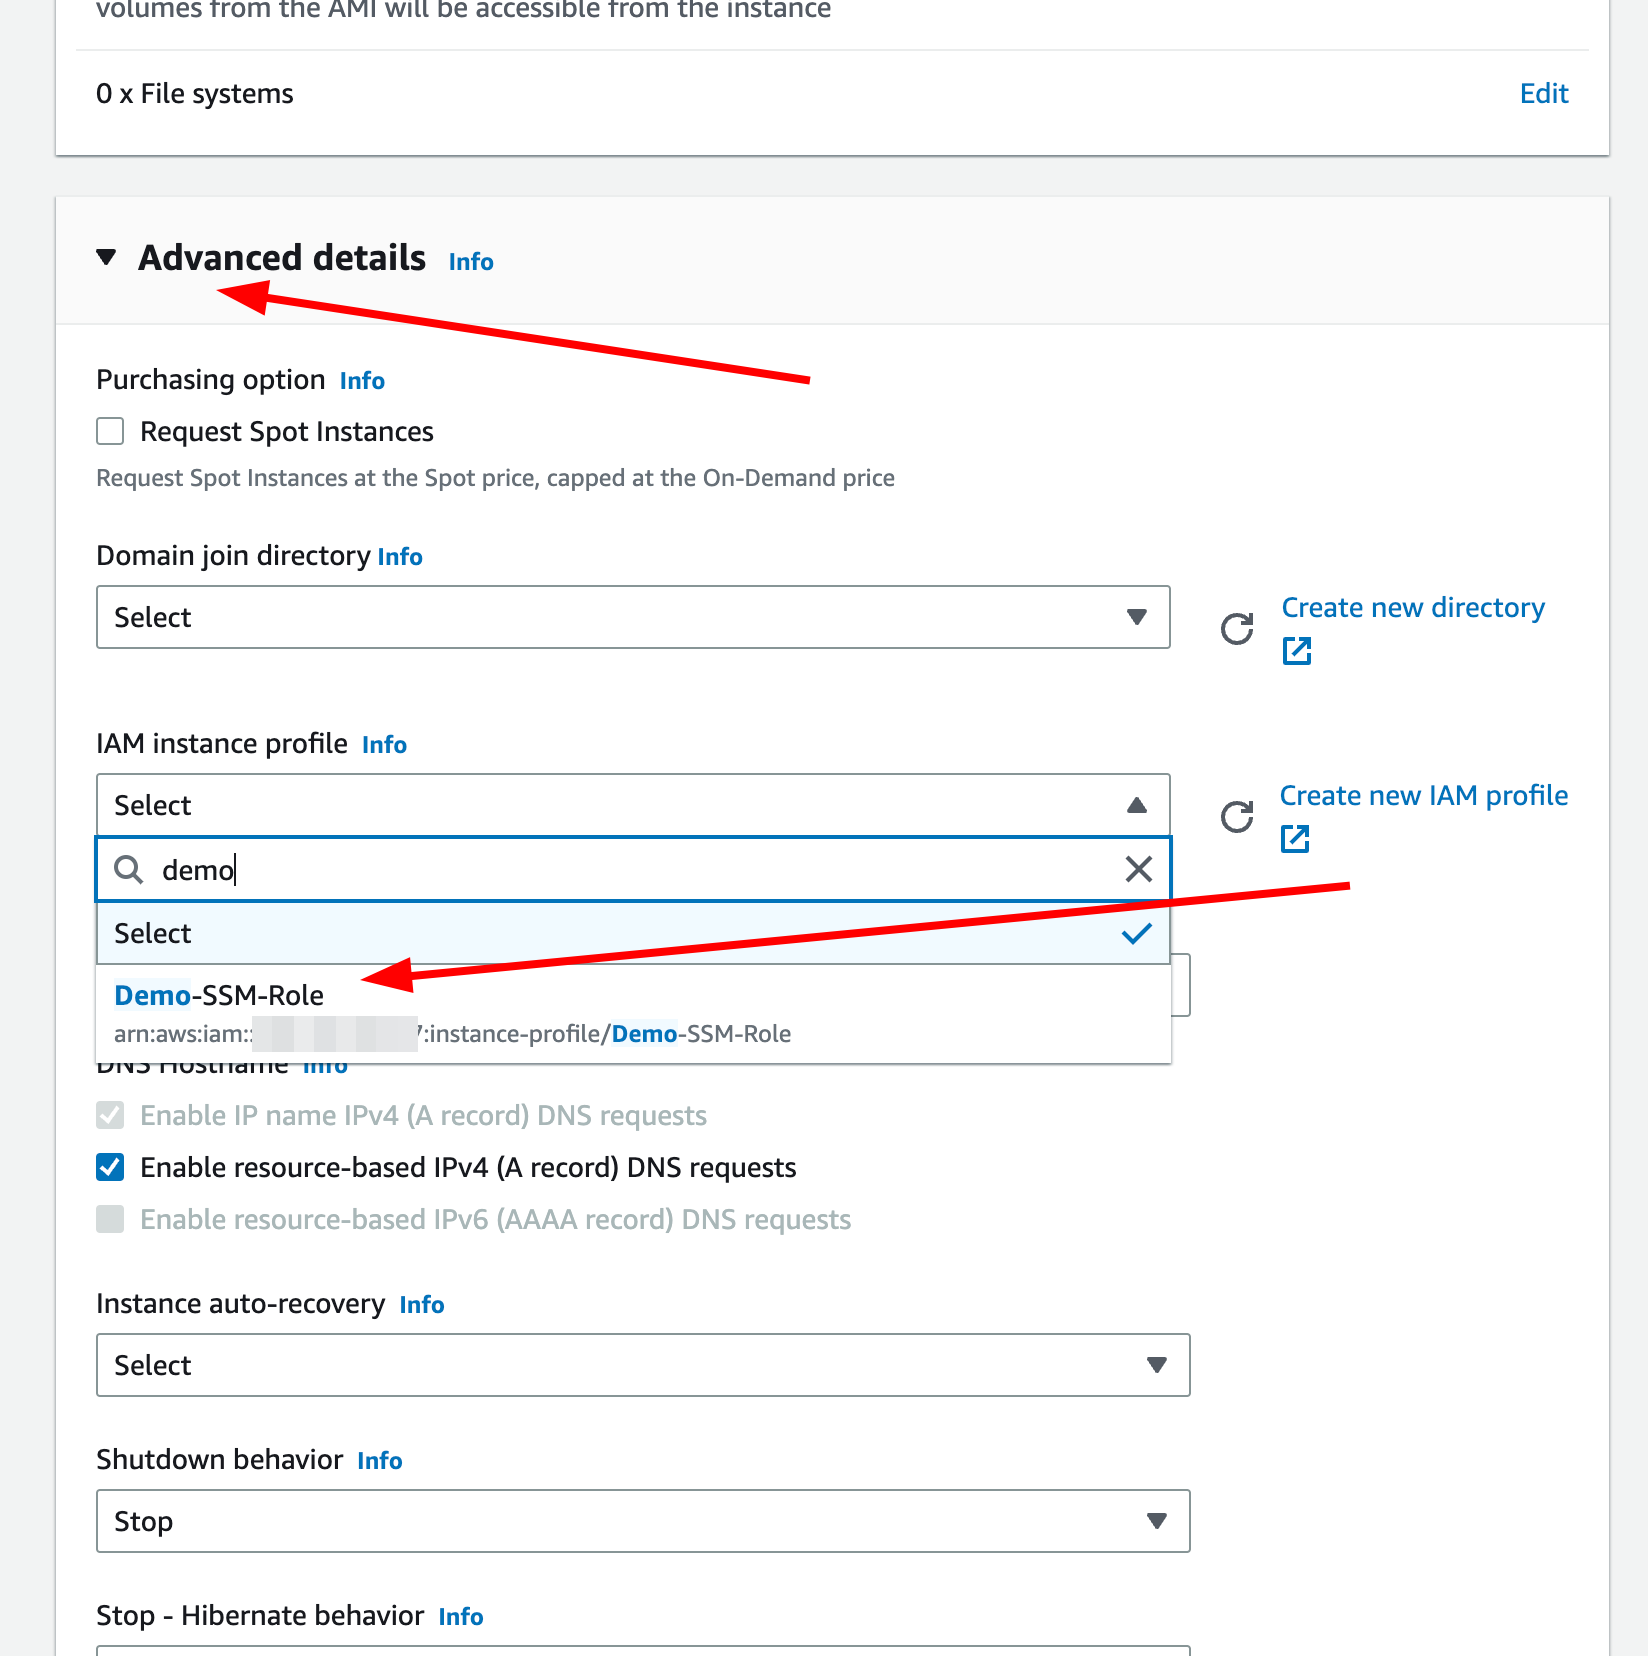 volumes from the AMI will be accessible from the instance
0 x File systems Edit
Advanced details Info
Purchasing option Info
Request Spot Instances
Request Spot Instances at the Spot price, capped at the On-Demand price
Domain join directory Info
Select
Create new directory
IAM instance profile Info
Select
Create new IAM profile
demo
Select
Demo-SSM-Role
arn:aws:iam:: 7:instance-profile/Demo-SSM-Role
DNS Hostname Info
Enable IP name IPv4 (A record) DNS requests
Enable resource-based IPv4 (A record) DNS requests
Enable resource-based IPv6 (AAAA record) DNS requests
Instance auto-recovery Info
Select
Shutdown behavior Info
Stop
Stop - Hibernate behavior Info